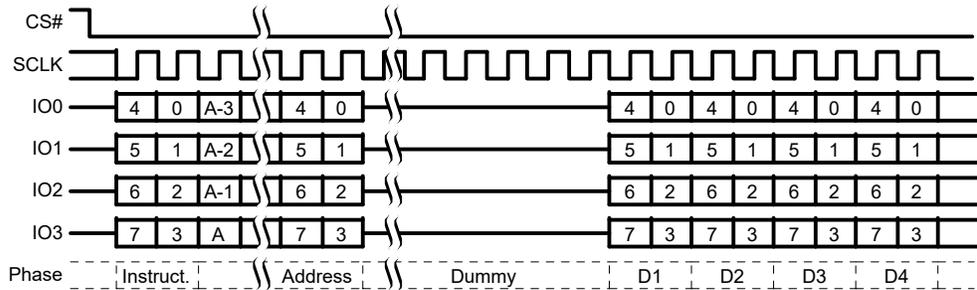 CS#
SCLK
IO0 4 0 A-3 4 0 4 0 4 0 4 0 4 0
IO1 5 1 A-2 5 1 5 1 5 1 5 1 5 1
IO2 6 2 A-1 6 2 6 2 6 2 6 2 6 2
IO3 7 3 A 7 3 7 3 7 3 7 3 7 3
Phase Instruct. Address Dummy D1 D2 D3 D4